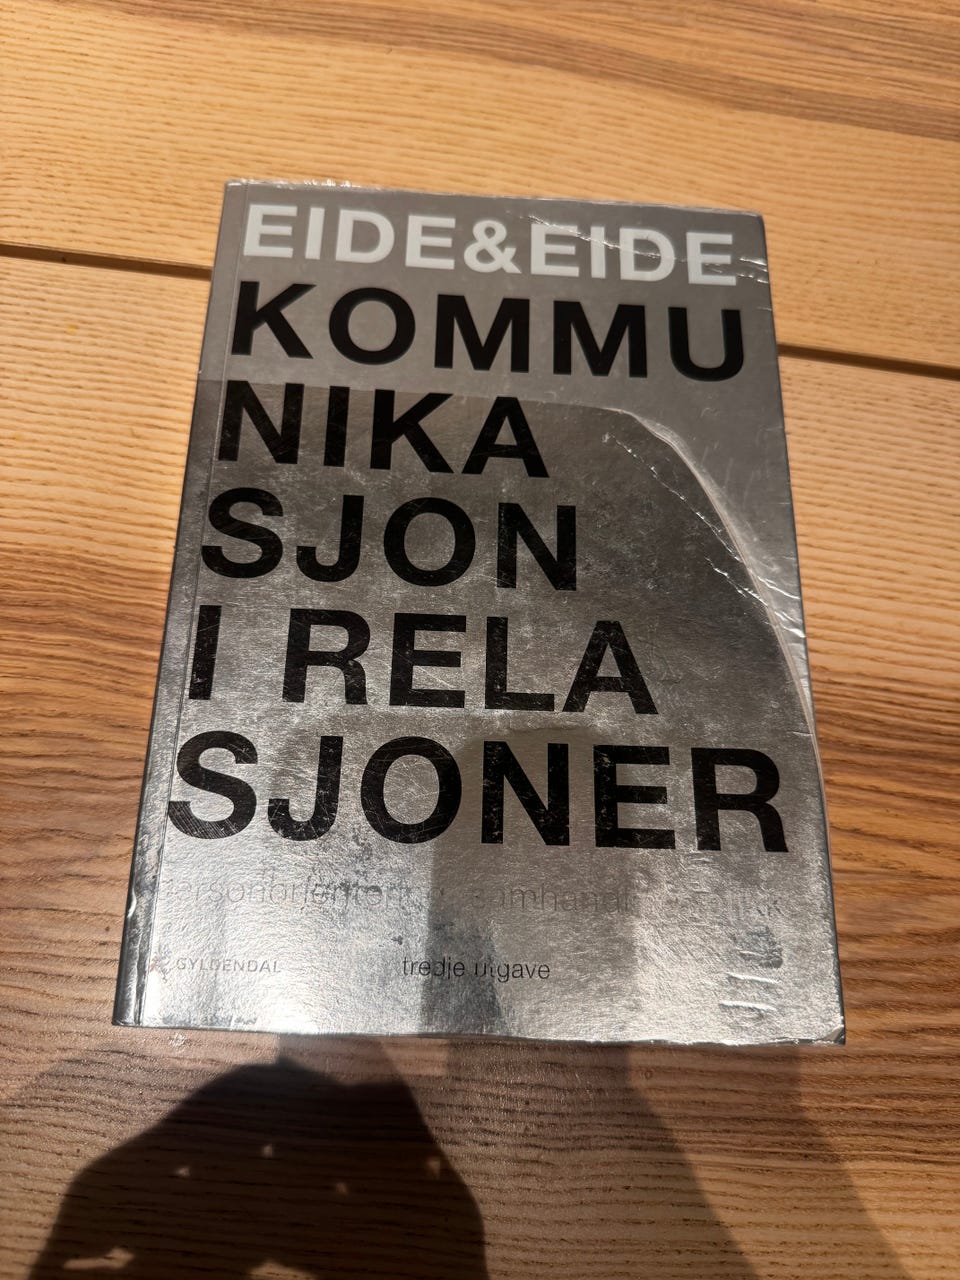 EIDE&EIDE
KOMMU
NIKA
SJON
I RELA
SJONER
GYLDENDAL
tredje utgave